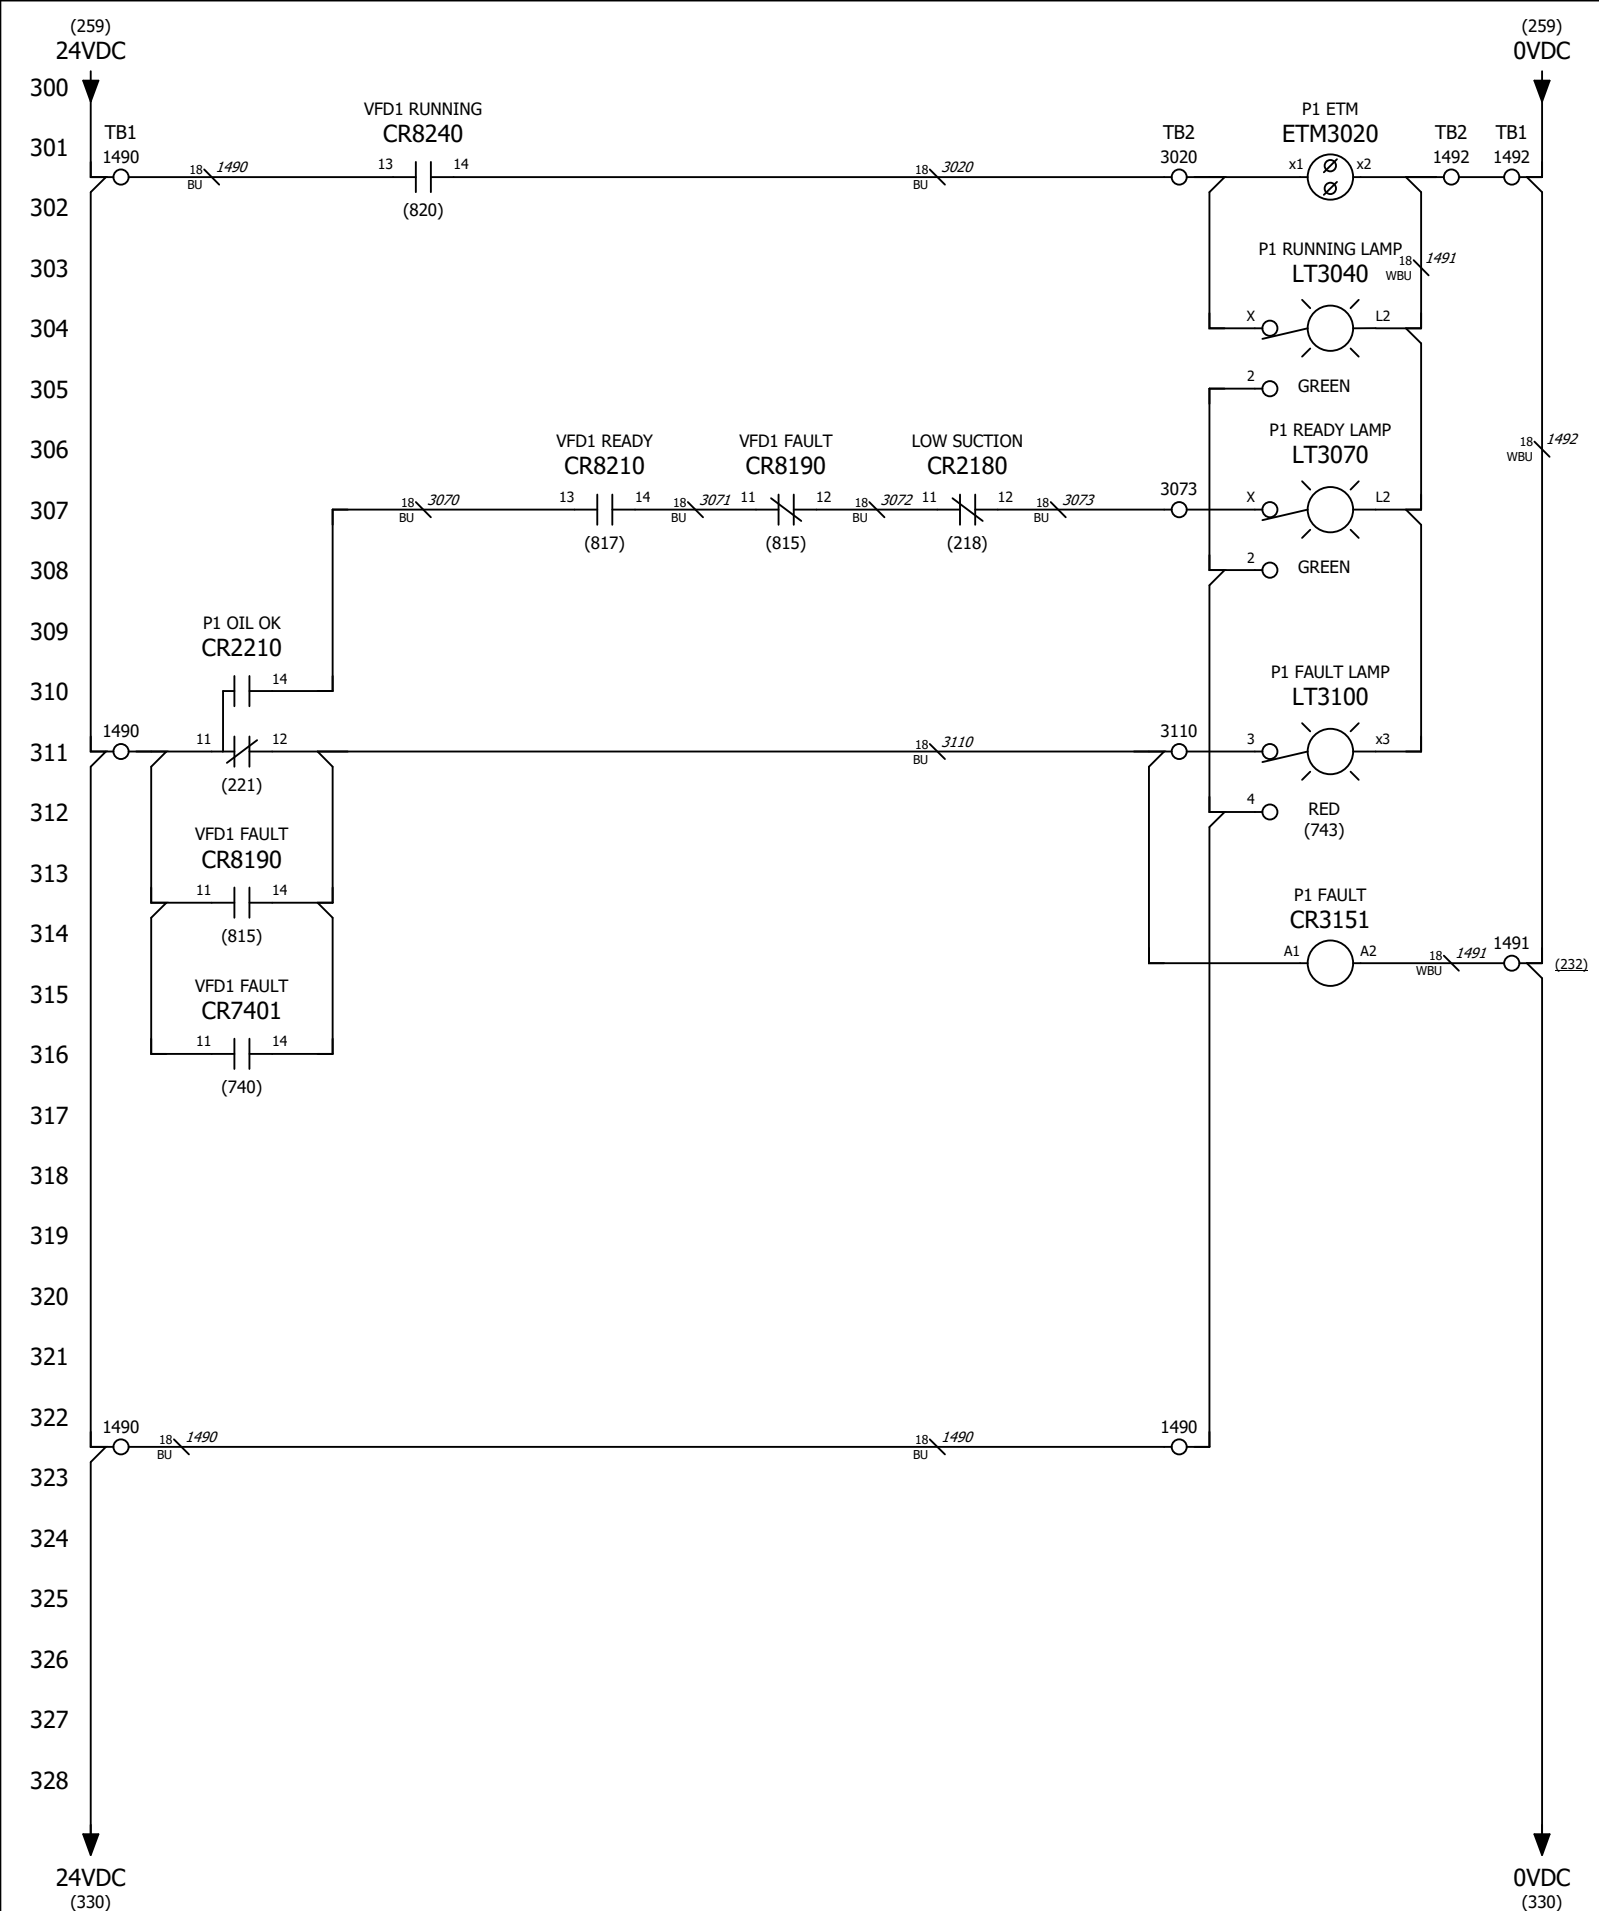 (259)
24VDC
(259)
0VDC
300
VFD1 RUNNING
CR8240
P1 ETM
ETM3020
301
TB1
1490
TB2
3020
TB2
1492
TB1
1492
18 1490
BU
13 14
18 3020
BU
x1 x2
302
(820)
303
P1 RUNNING LAMP
LT3040
18 1491
WBU
304
X L2
305
2 GREEN
306
VFD1 READY
CR8210
VFD1 FAULT
CR8190
LOW SUCTION
CR2180
P1 READY LAMP
LT3070
18 1492
WBU
307
18 3070
BU
13 14
18 3071
BU
11 12
18 3072
BU
11 12
18 3073
BU
3073
X L2
(817)
(815)
(218)
308
2 GREEN
309
P1 OIL OK
CR2210
310
14
P1 FAULT LAMP
LT3100
311
1490
11 12
18 3110
BU
3110
3 x3
(221)
312
4 RED
(743)
VFD1 FAULT
CR8190
313
11 14
P1 FAULT
CR3151
314
(815)
A1 A2
18 1491
WBU
1491
(232)
315
VFD1 FAULT
CR7401
316
11 14
(740)
317
318
319
320
321
322
1490
18 1490
BU
18 1490
BU
1490
323
324
325
326
327
328
24VDC
(330)
0VDC
(330)